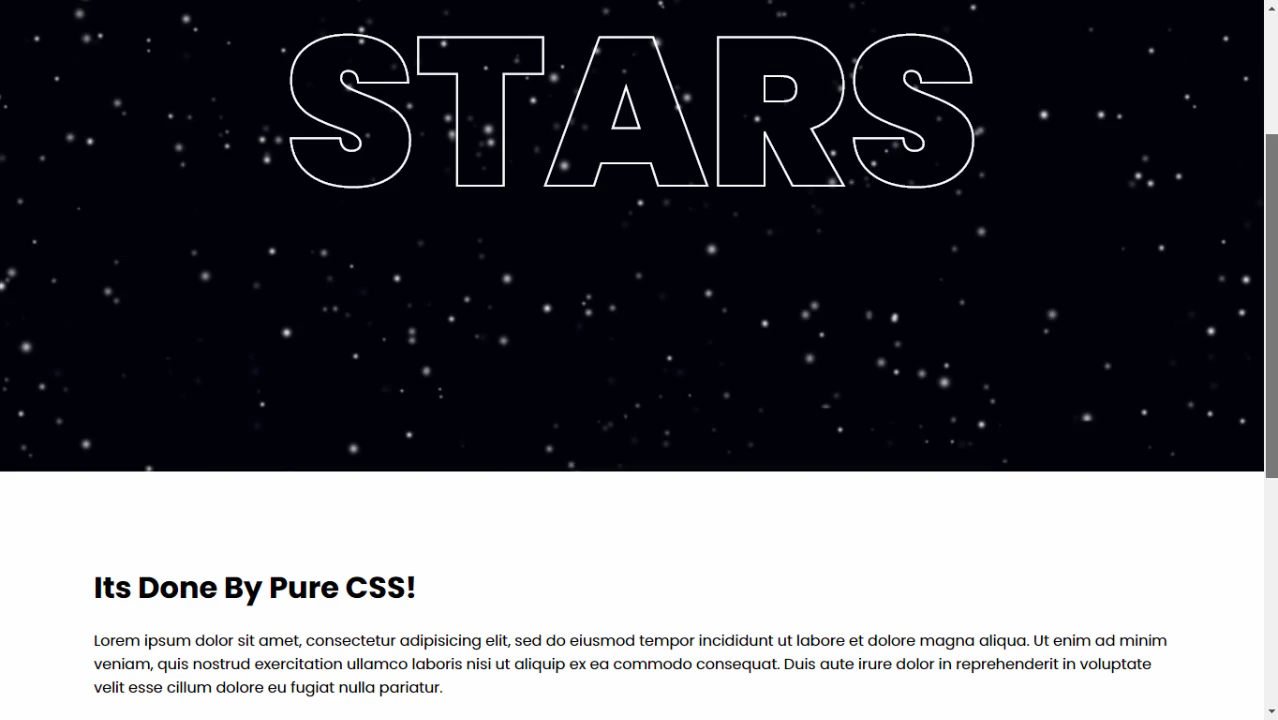 STARS
Its Done By Pure CSS!
Lorem ipsum dolor sit amet, consectetur adipisicing elit, sed do eiusmod tempor incididunt ut labore et dolore magna aliqua. Ut enim ad minim
veniam, quis nostrud exercitation ullamco laboris nisi ut aliquip ex ea commodo consequat. Duis aute irure dolor in reprehenderit in voluptate
velit esse cillum dolore eu fugiat nulla pariatur.